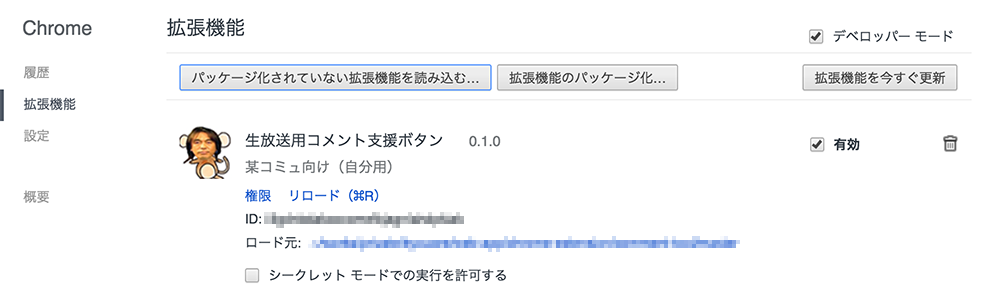 Chrome
拡張機能
デベロッパー モード
履歴
拡張機能
設定
概要
パッケージ化されていない拡張機能を読み込む...
拡張機能のパッケージ化...
拡張機能を今すぐ更新
生放送用コメント支援ボタン 0.1.0
有効
某コミュ向け（自分用）
権限 リロード（⌘R）
ID:
ロード元:
シークレット モードでの実行を許可する